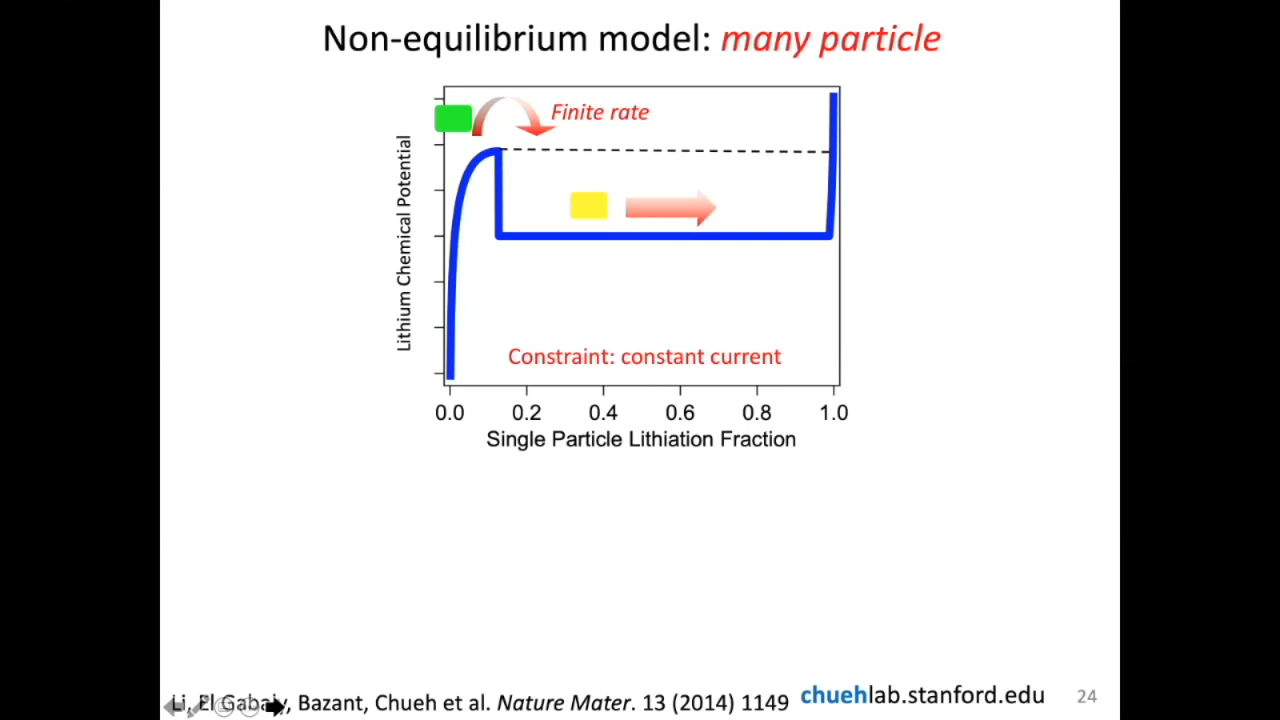 Non-equilibrium model: many particle
Finite rate
Lithium Chemical Potential
Constraint: constant current
0.0 0.2 0.4 0.6 0.8 1.0
Single Particle Lithiation Fraction
Li, El Gabaly, Bazant, Chueh et al. Nature Mater. 13 (2014) 1149
chuehlab.stanford.edu
24